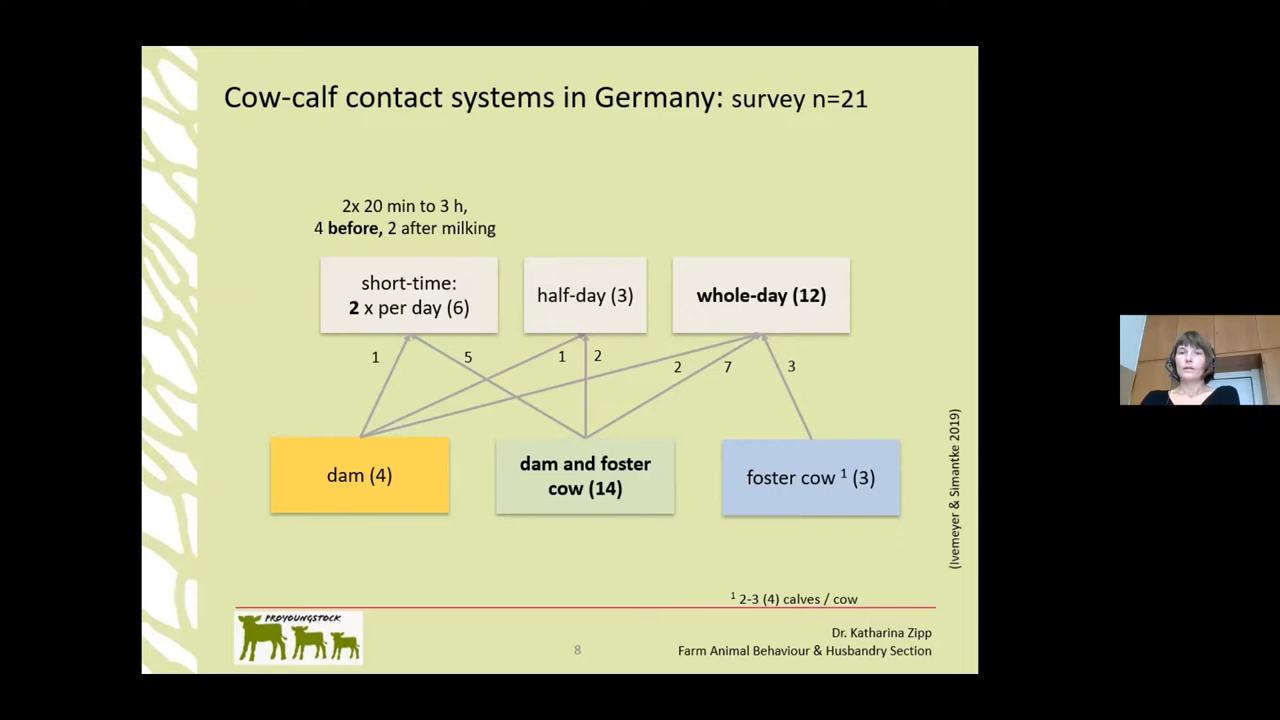 Cow-calf contact systems in Germany: survey n=21
2x 20 min to 3 h,
4 before, 2 after milking
short-time:
2 x per day (6)
half-day (3)
whole-day (12)
1
5
1
2
2
7
3
dam (4)
dam and foster
cow (14)
foster cow ¹ (3)
(Ivemeyer & Simantke 2019)
¹ 2-3 (4) calves / cow
PROYOUNGSTOCK
8
Dr. Katharina Zipp
Farm Animal Behaviour & Husbandry Section